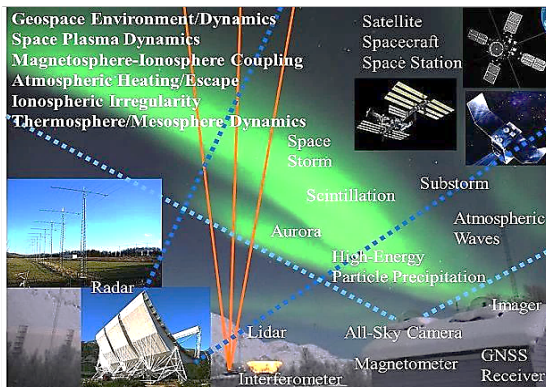 Geospace Environment/Dynamics
Space Plasma Dynamics
Magnetosphere-Ionosphere Coupling
Atmospheric Heating/Escape
Ionospheric Irregularity
Thermosphere/Mesosphere Dynamics
Satellite
Spacecraft
Space Station
Space
Storm
Scintillation
Substorm
Aurora
Atmospheric
Waves
High-Energy
Particle Precipitation
Radar
Imager
Lidar
All-Sky Camera
Magnetometer
GNSS
Receiver
Interferometer